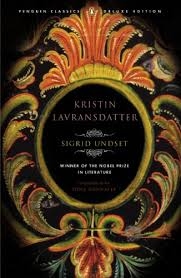 PENGUIN CLASSICS DELUXE EDITION
KRISTIN
LAVRANSDATTER
SIGRID UNDSET
WINNER OF THE NOBEL PRIZE
IN LITERATURE